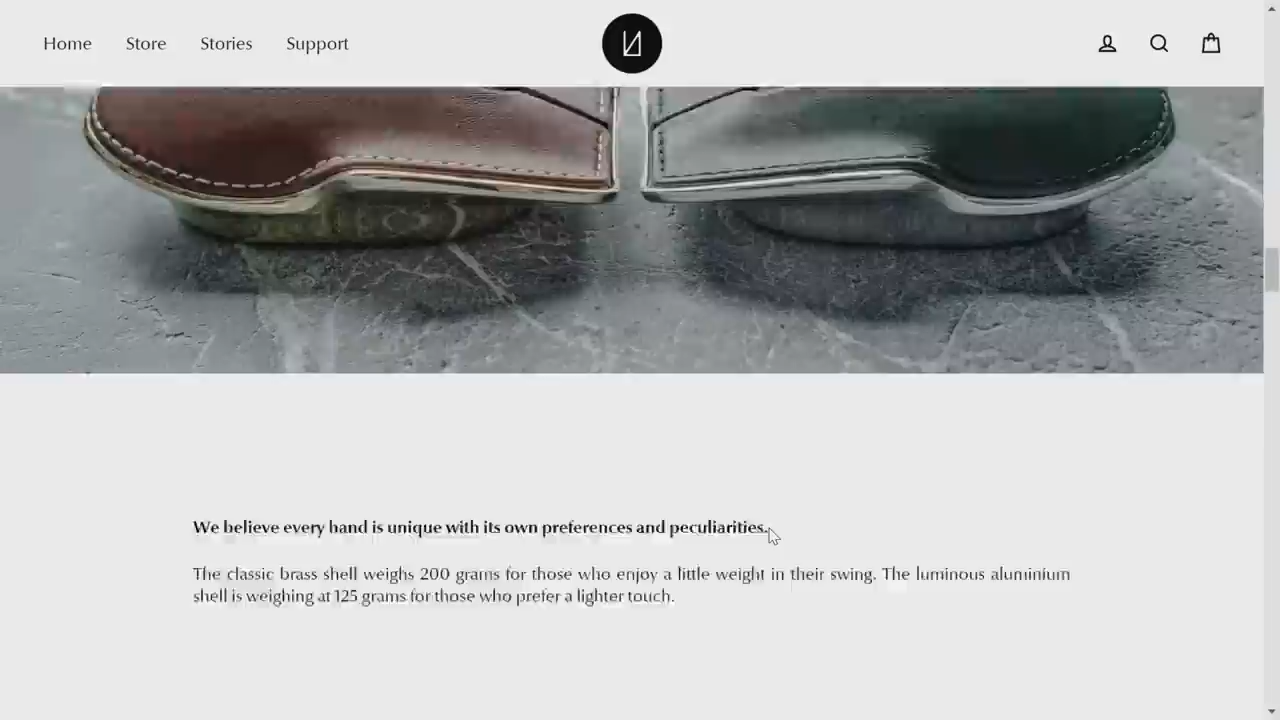 Home Store Stories Support
We believe every hand is unique with its own preferences and peculiarities.
The classic brass shell weighs 200 grams for those who enjoy a little weight in their swing. The luminous aluminium
shell is weighing at 125 grams for those who prefer a lighter touch.